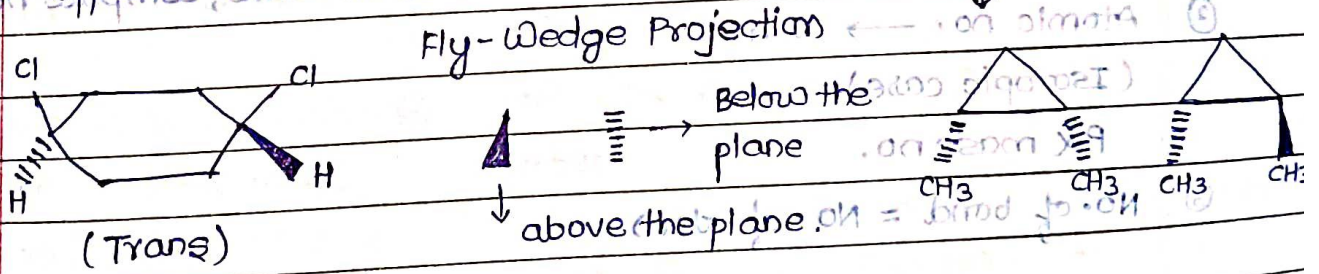 Fly-Wedge Projection
Cl
Cl
H
H
(Trans)
Below the
plane
above the plane.
CH3
CH3
CH3
CH3